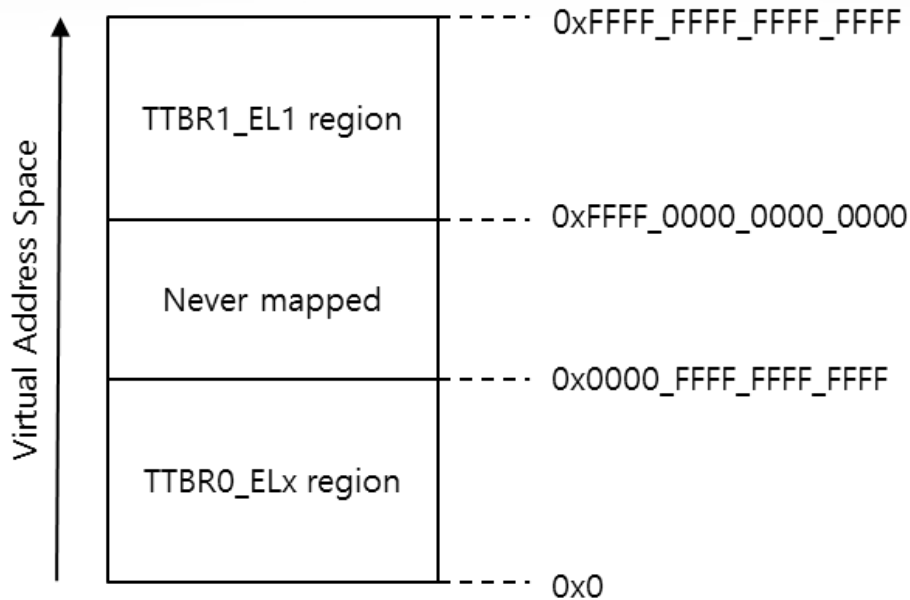 0xFFFF_FFFF_FFFF_FFFF
TTBR1_EL1 region
0xFFFF_0000_0000_0000
Virtual Address Space
Never mapped
0x0000_FFFF_FFFF_FFFF
TTBR0_ELx region
0x0